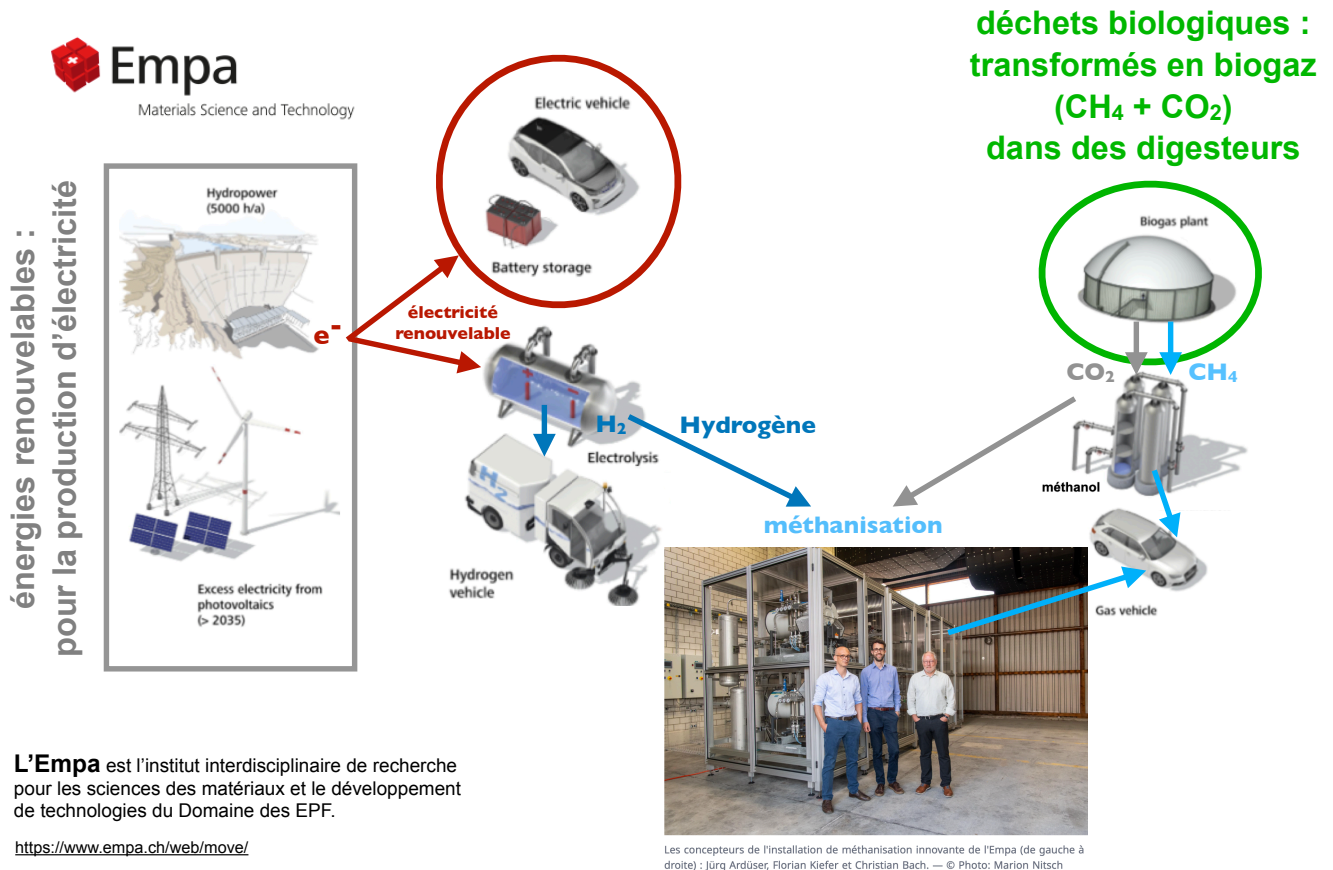 Empa
Materials Science and Technology
déchets biologiques :
transformés en biogaz
(CH4 + CO2)
dans des digesteurs
énergies renouvelables :
pour la production d'électricité
Hydropower
(5000 h/a)
Electric vehicle
Battery storage
Biogas plant
e-
électricité
renouvelable
CO2
CH4
H2
Hydrogène
Electrolysis
H2
méthanol
méthanisation
Hydrogen
vehicle
Gas vehicle
Excess electricity from
photovoltaics
(> 2035)
L'Empa est l'institut interdisciplinaire de recherche
pour les sciences des matériaux et le développement
de technologies du Domaine des EPF.
https://www.empa.ch/web/move/
Les concepteurs de l'installation de méthanisation innovante de l'Empa (de gauche à
droite) : Jürg Ardüser, Florian Kiefer et Christian Bach. — © Photo: Marion Nitsch